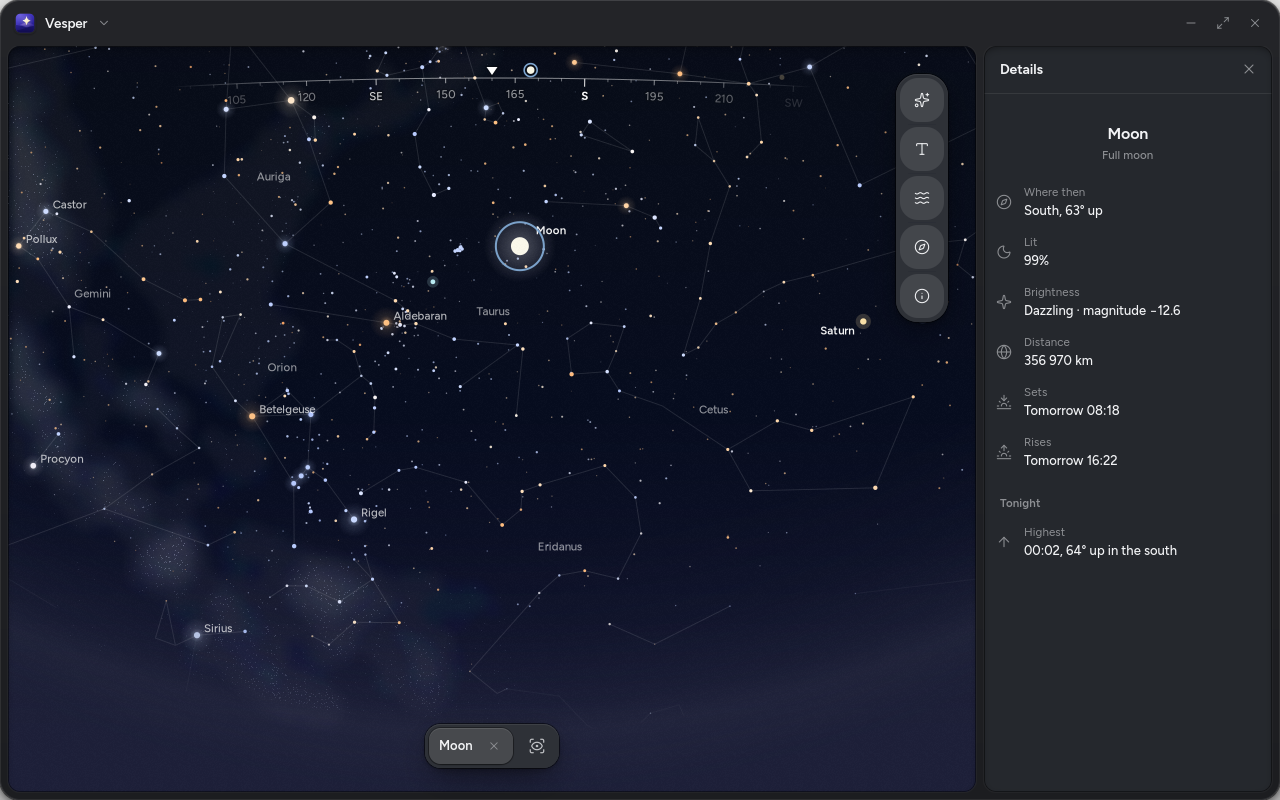 Vesper
105
120
SE
150
165
S
195
210
SW
Auriga
Castor
Pollux
Moon
Gemini
Aldebaran
Taurus
Saturn
Orion
Betelgeuse
Cetus
Procyon
Rigel
Eridanus
Sirius
Moon
Details
Moon
Full moon
Where then
South, 63° up
Lit
99%
Brightness
Dazzling · magnitude −12.6
Distance
356 970 km
Sets
Tomorrow 08:18
Rises
Tomorrow 16:22
Tonight
Highest
00:02, 64° up in the south